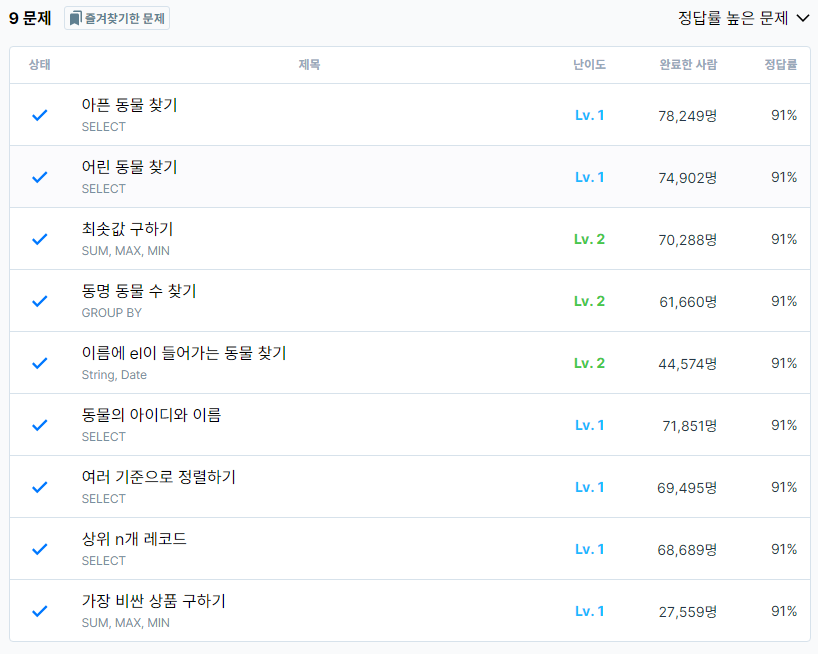 9 문제 즐겨찾기한 문제 정답률 높은 문제
상태 제목 난이도 완료한 사람 정답률
아픈 동물 찾기
SELECT
Lv. 1 78,249명 91%
어린 동물 찾기
SELECT
Lv. 1 74,902명 91%
최솟값 구하기
SUM, MAX, MIN
Lv. 2 70,288명 91%
동명 동물 수 찾기
GROUP BY
Lv. 2 61,660명 91%
이름에 el이 들어가는 동물 찾기
String, Date
Lv. 2 44,574명 91%
동물의 아이디와 이름
SELECT
Lv. 1 71,851명 91%
여러 기준으로 정렬하기
SELECT
Lv. 1 69,495명 91%
상위 n개 레코드
SELECT
Lv. 1 68,689명 91%
가장 비싼 상품 구하기
SUM, MAX, MIN
Lv. 1 27,559명 91%